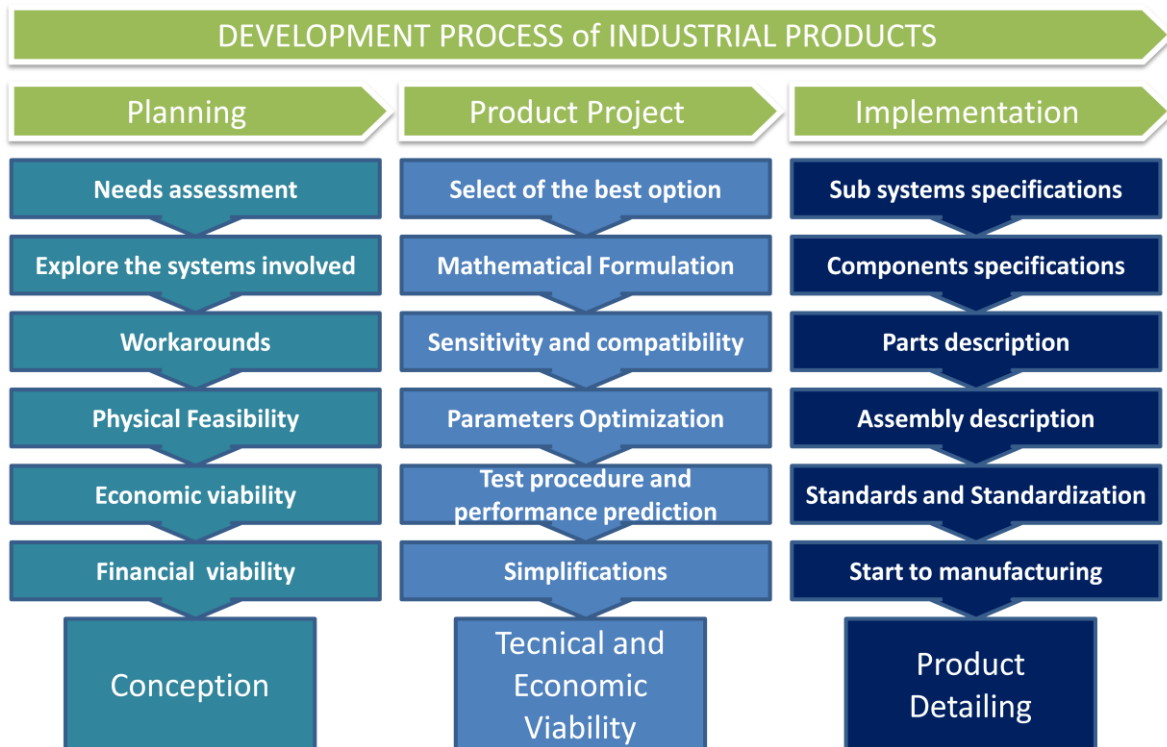 DEVELOPMENT PROCESS of INDUSTRIAL PRODUCTS
Planning
Needs assessment
Explore the systems involved
Workarounds
Physical Feasibility
Economic viability
Financial viability
Conception
Product Project
Select of the best option
Mathematical Formulation
Sensitivity and compatibility
Parameters Optimization
Test procedure and
performance prediction
Simplifications
Tecnical and
Economic
Viability
Implementation
Sub systems specifications
Components specifications
Parts description
Assembly description
Standards and Standardization
Start to manufacturing
Product
Detailing